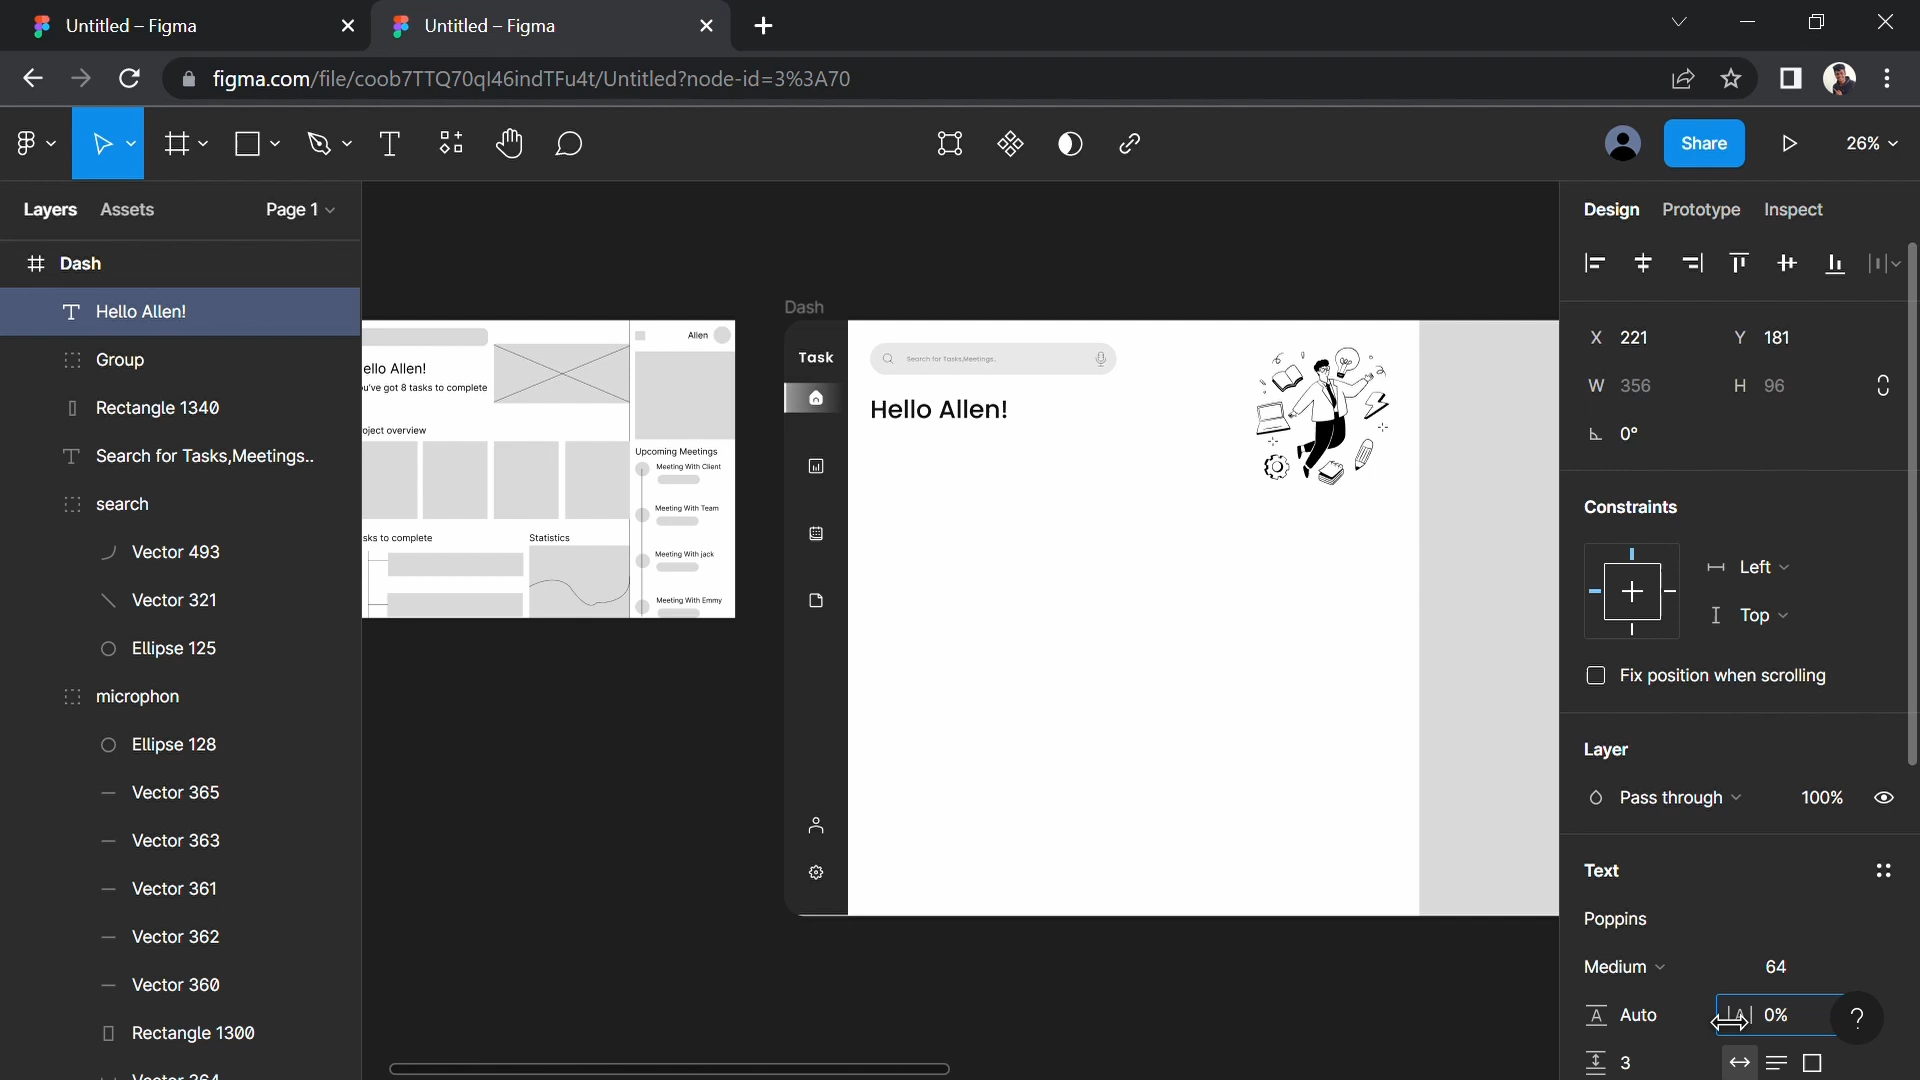 Untitled – Figma
Untitled – Figma
figma.com/file/coob7TTQ70qI46indTFu4t/Untitled?node-id=3%3A70
Share
26%
Layers Assets Page 1
Design Prototype Inspect
Dash
Hello Allen!
Group
Rectangle 1340
Search for Tasks,Meetings..
search
Vector 493
Vector 321
Ellipse 125
microphon
Ellipse 128
Vector 365
Vector 363
Vector 361
Vector 362
Vector 360
Rectangle 1300
Allen
ello Allen!
u've got 8 tasks to complete
oject overview
Upcoming Meetings
Meeting With Client
Meeting With Team
sks to complete
Statistics
Meeting With jack
Meeting With Emmy
Dash
Task
Search for Tasks,Meetings..
Hello Allen!
X 221 Y 181
W 356 H 96
0°
Constraints
Left
Top
Fix position when scrolling
Layer
Pass through 100%
Text
Poppins
Medium 64
A Auto |A| 0%
?
3